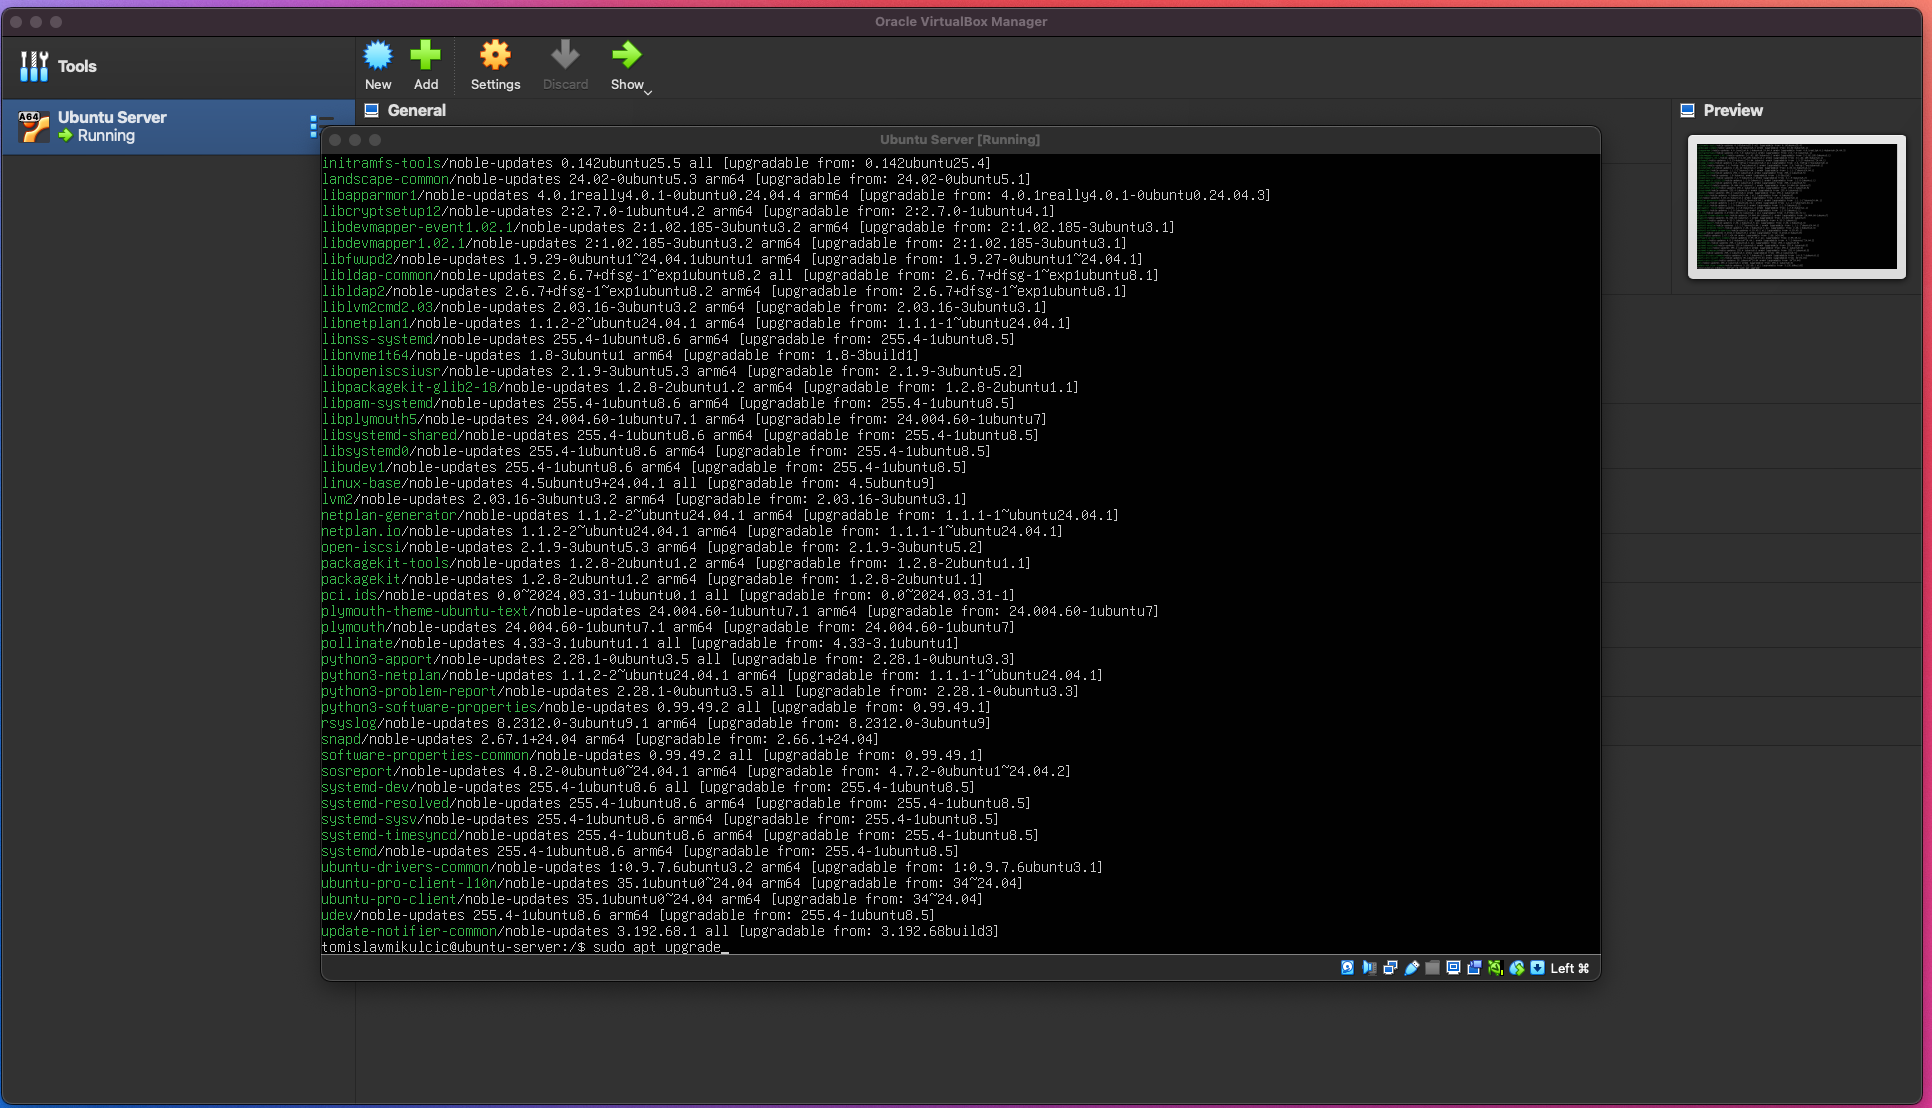 Oracle VirtualBox Manager
Tools
New
Add
Settings
Discard
Show
A64
Ubuntu Server
Running
General
Preview
Ubuntu Server [Running]
initramfs-tools/noble-updates 0.142ubuntu25.5 all [upgradable from: 0.142ubuntu25.4]
landscape-common/noble-updates 24.02-0ubuntu5.3 arm64 [upgradable from: 24.02-0ubuntu5.1]
libapparmor1/noble-updates 4.0.1really4.0.1-0ubuntu0.24.04.4 arm64 [upgradable from: 4.0.1really4.0.1-0ubuntu0.24.04.3]
libcryptsetup12/noble-updates 2:2.7.0-1ubuntu4.2 arm64 [upgradable from: 2:2.7.0-1ubuntu4.1]
libdevmapper-event1.02.1/noble-updates 2:1.02.185-3ubuntu3.2 arm64 [upgradable from: 2:1.02.185-3ubuntu3.1]
libdevmapper1.02.1/noble-updates 2:1.02.185-3ubuntu3.2 arm64 [upgradable from: 2:1.02.185-3ubuntu3.1]
libfwupd2/noble-updates 1.9.29-0ubuntu1~24.04.1ubuntu1 arm64 [upgradable from: 1.9.27-0ubuntu1~24.04.1]
libldap-common/noble-updates 2.6.7+dfsg-1~exp1ubuntu8.2 all [upgradable from: 2.6.7+dfsg-1~exp1ubuntu8.1]
libldap2/noble-updates 2.6.7+dfsg-1~exp1ubuntu8.2 arm64 [upgradable from: 2.6.7+dfsg-1~exp1ubuntu8.1]
liblvm2cmd2.03/noble-updates 2.03.16-3ubuntu3.2 arm64 [upgradable from: 2.03.16-3ubuntu3.1]
libnetplan1/noble-updates 1.1.2-2~ubuntu24.04.1 arm64 [upgradable from: 1.1.1-1~ubuntu24.04.1]
libnss-systemd/noble-updates 255.4-1ubuntu8.6 arm64 [upgradable from: 255.4-1ubuntu8.5]
libnvme1t64/noble-updates 1.8-3ubuntu1 arm64 [upgradable from: 1.8-3build1]
libopeniscsiusr/noble-updates 2.1.9-3ubuntu5.3 arm64 [upgradable from: 2.1.9-3ubuntu5.2]
libpackagekit-glib2-18/noble-updates 1.2.8-2ubuntu1.2 arm64 [upgradable from: 1.2.8-2ubuntu1.1]
libpam-systemd/noble-updates 255.4-1ubuntu8.6 arm64 [upgradable from: 255.4-1ubuntu8.5]
libplymouth5/noble-updates 24.004.60-1ubuntu7.1 arm64 [upgradable from: 24.004.60-1ubuntu7]
libsystemd-shared/noble-updates 255.4-1ubuntu8.6 arm64 [upgradable from: 255.4-1ubuntu8.5]
libsystemd0/noble-updates 255.4-1ubuntu8.6 arm64 [upgradable from: 255.4-1ubuntu8.5]
libudev1/noble-updates 255.4-1ubuntu8.6 arm64 [upgradable from: 255.4-1ubuntu8.5]
linux-base/noble-updates 4.5ubuntu9+24.04.1 all [upgradable from: 4.5ubuntu9]
lvm2/noble-updates 2.03.16-3ubuntu3.2 arm64 [upgradable from: 2.03.16-3ubuntu3.1]
netplan-generator/noble-updates 1.1.2-2~ubuntu24.04.1 arm64 [upgradable from: 1.1.1-1~ubuntu24.04.1]
netplan.io/noble-updates 1.1.2-2~ubuntu24.04.1 arm64 [upgradable from: 1.1.1-1~ubuntu24.04.1]
open-iscsi/noble-updates 2.1.9-3ubuntu5.3 arm64 [upgradable from: 2.1.9-3ubuntu5.2]
packagekit-tools/noble-updates 1.2.8-2ubuntu1.2 arm64 [upgradable from: 1.2.8-2ubuntu1.1]
packagekit/noble-updates 1.2.8-2ubuntu1.2 arm64 [upgradable from: 1.2.8-2ubuntu1.1]
pci.ids/noble-updates 0.0~2024.03.31-1ubuntu0.1 all [upgradable from: 0.0~2024.03.31-1]
plymouth-theme-ubuntu-text/noble-updates 24.004.60-1ubuntu7.1 arm64 [upgradable from: 24.004.60-1ubuntu7]
plymouth/noble-updates 24.004.60-1ubuntu7.1 arm64 [upgradable from: 24.004.60-1ubuntu7]
pollinate/noble-updates 4.33-3.1ubuntu1.1 all [upgradable from: 4.33-3.1ubuntu1]
python3-apport/noble-updates 2.28.1-0ubuntu3.5 all [upgradable from: 2.28.1-0ubuntu3.3]
python3-netplan/noble-updates 1.1.2-2~ubuntu24.04.1 arm64 [upgradable from: 1.1.1-1~ubuntu24.04.1]
python3-problem-report/noble-updates 2.28.1-0ubuntu3.5 all [upgradable from: 2.28.1-0ubuntu3.3]
python3-software-properties/noble-updates 0.99.49.2 all [upgradable from: 0.99.49.1]
rsyslog/noble-updates 8.2312.0-3ubuntu9.1 arm64 [upgradable from: 8.2312.0-3ubuntu9]
snapd/noble-updates 2.67.1+24.04 arm64 [upgradable from: 2.66.1+24.04]
software-properties-common/noble-updates 0.99.49.2 all [upgradable from: 0.99.49.1]
sosreport/noble-updates 4.8.2-0ubuntu0~24.04.1 arm64 [upgradable from: 4.7.2-0ubuntu1~24.04.2]
systemd-dev/noble-updates 255.4-1ubuntu8.6 all [upgradable from: 255.4-1ubuntu8.5]
systemd-resolved/noble-updates 255.4-1ubuntu8.6 arm64 [upgradable from: 255.4-1ubuntu8.5]
systemd-sysv/noble-updates 255.4-1ubuntu8.6 arm64 [upgradable from: 255.4-1ubuntu8.5]
systemd-timesyncd/noble-updates 255.4-1ubuntu8.6 arm64 [upgradable from: 255.4-1ubuntu8.5]
systemd/noble-updates 255.4-1ubuntu8.6 arm64 [upgradable from: 255.4-1ubuntu8.5]
ubuntu-drivers-common/noble-updates 1:0.9.7.6ubuntu3.2 arm64 [upgradable from: 1:0.9.7.6ubuntu3.1]
ubuntu-pro-client-l10n/noble-updates 35.1ubuntu0~24.04 arm64 [upgradable from: 34~24.04]
ubuntu-pro-client/noble-updates 35.1ubuntu0~24.04 arm64 [upgradable from: 34~24.04]
udev/noble-updates 255.4-1ubuntu8.6 arm64 [upgradable from: 255.4-1ubuntu8.5]
update-notifier-common/noble-updates 3.192.68.1 all [upgradable from: 3.192.68build3]
tomislavmikulcic@ubuntu-server:/$ sudo apt upgrade_
Left ⌘